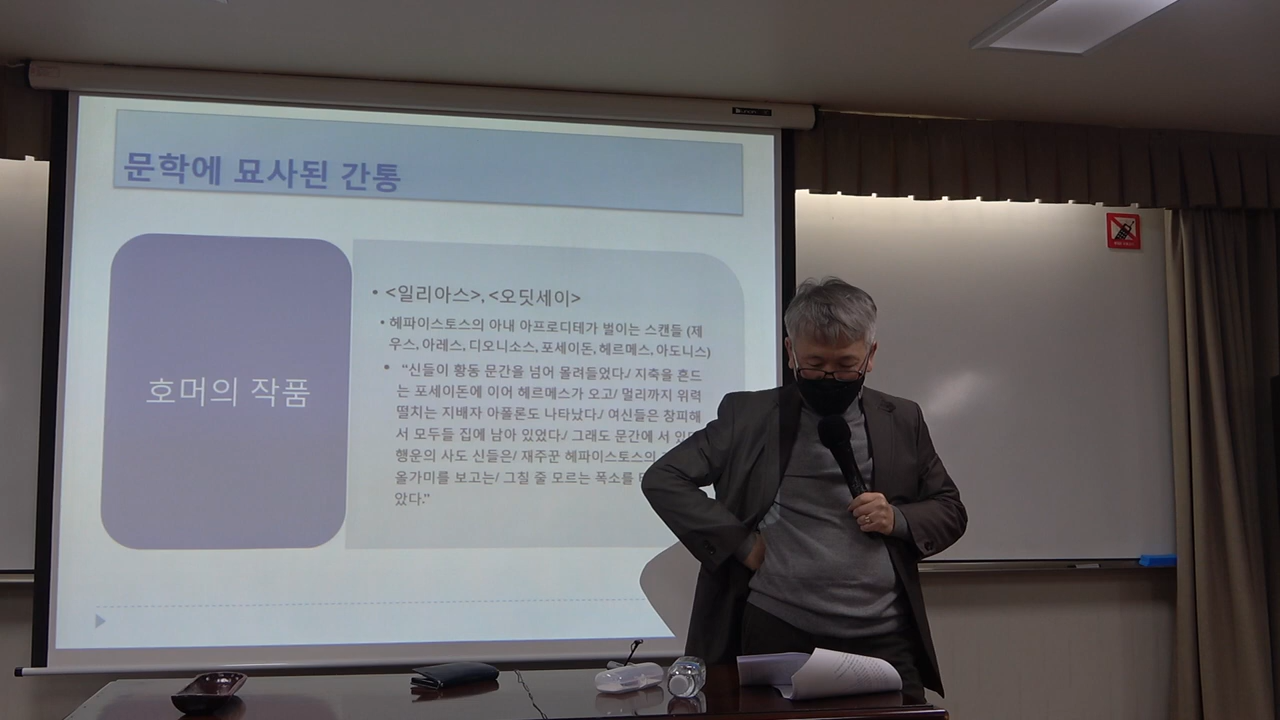 문학에 묘사된 간통
호머의 작품
• <일리아스>, <오딧세이>
• 헤파이스토스의 아내 아프로디테가 벌이는 스캔들 (제
우스, 아레스, 디오니소스, 포세이돈, 헤르메스, 아도니스)
• “신들이 황동 문간을 넘어 몰려들었다./ 지축을 흔드
는 포세이돈에 이어 헤르메스가 오고/ 멀리까지 위력
떨치는 지배자 아폴론도 나타났다./ 여신들은 창피해
서 모두들 집에 남아 있었다./ 그래도 문간에 서
행운의 사도 신들은/ 재주꾼 헤파이스토스의
올가미를 보고는/ 그칠 줄 모르는 폭소를
았다.”